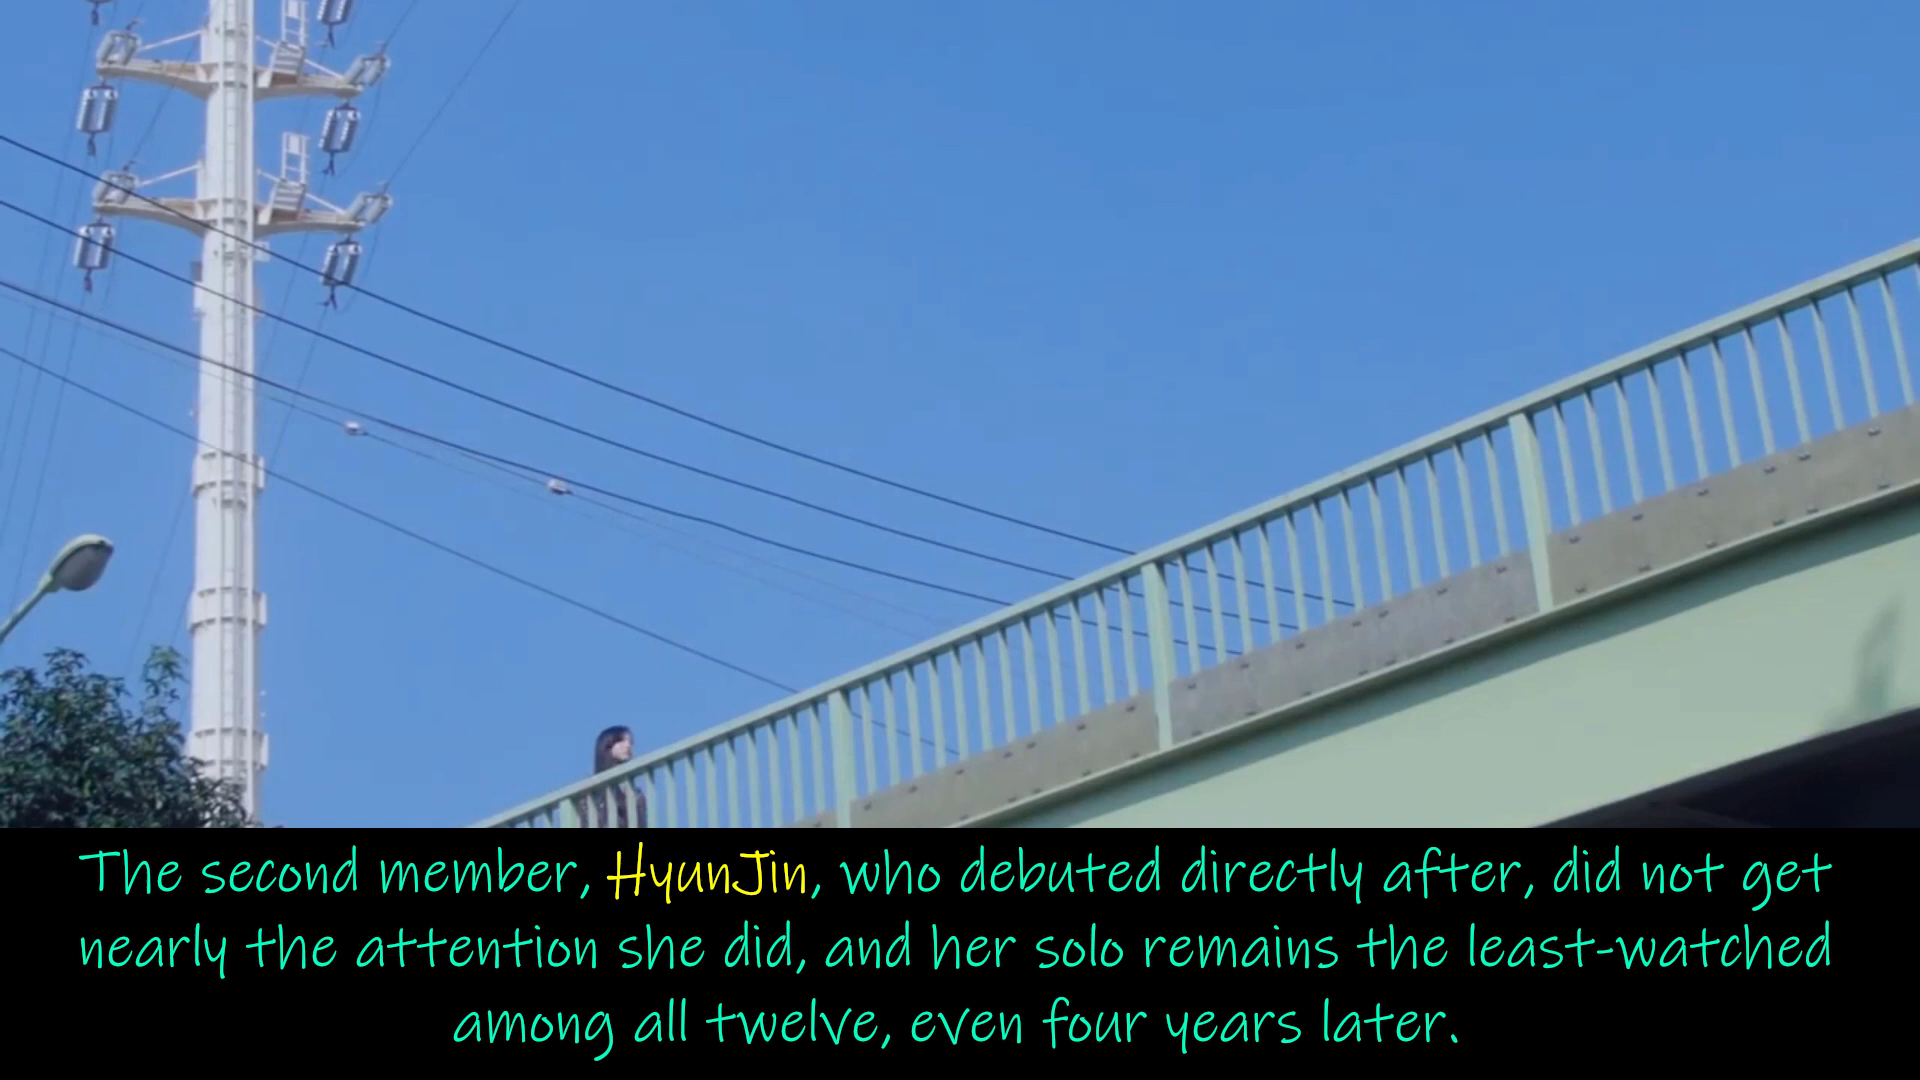 The second member, HyunJin, who debuted directly after, did not get
nearly the attention she did, and her solo remains the least-watched
among all twelve, even four years later.